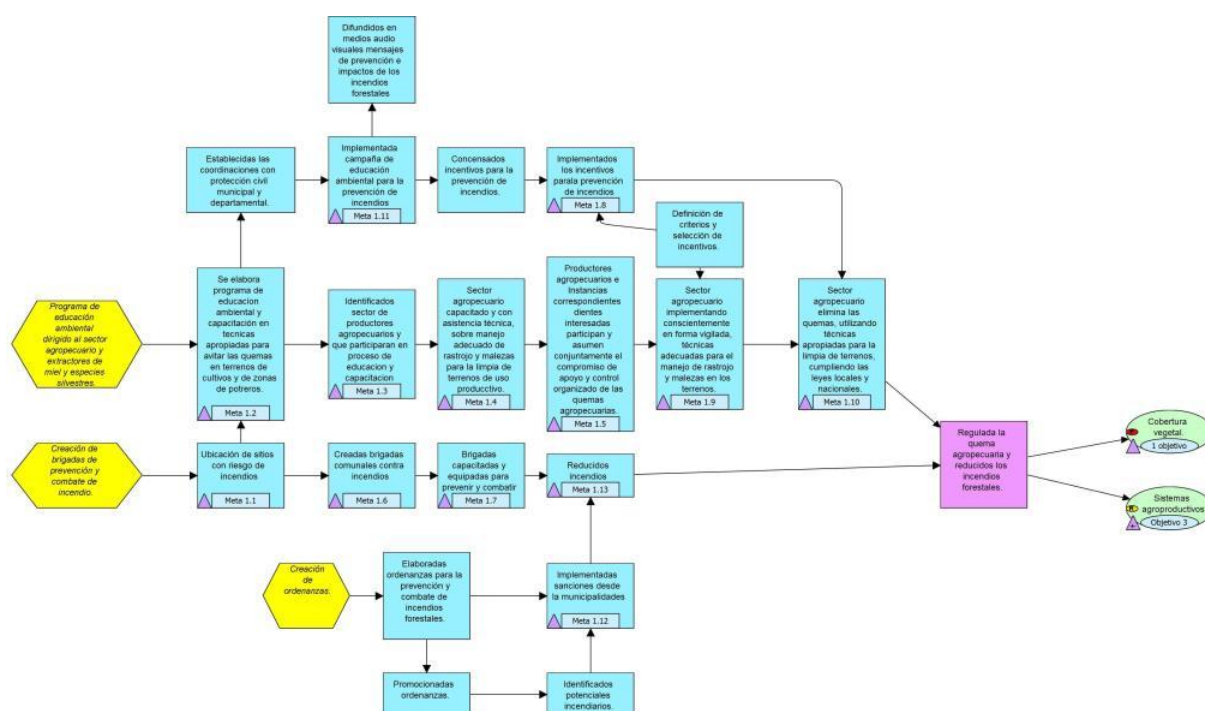 Difundidos en
medios audio
visuales mensajes
de prevención e
impactos de los
incendios
forestales
Establecidas las
coordinaciones con
protección civil
municipal y
departamental.
Implementada
campaña de
educación
ambiental para la
prevención de
incendios
Meta 1.11
Concensados
incentivos para la
prevención de
incendios.
Implementados
los incentivos
parala prevención
de incendios
Meta 1.8
Definición de
criterios y
selección de
incentivos.
Programa de
educación
ambiental
dirigido al sector
agropecuario y
extractores de
miel y especies
silvestres.
Se elabora
programa de
educacion
ambiental y
capacitación en
tecnicas
apropiadas para
avitar las quemas
en terrenos de
cultivos y de zonas
de potreros.
Meta 1.2
Identificados
sector de
productores
agropecuarios y
que participaran en
proceso de
educacion y
capacitacion
Meta 1.3
Sector
agropecuario
capacitado y con
asistencia técnica,
sobre manejo
adecuado de
rastrojo y malezas
para la limpia de
terrenos de uso
producctivo.
Meta 1.4
Productores
agropecuarios e
Instancias
correspondientes
dientes
interesadas
participan y
asumen
conjuntamente el
compromiso de
apoyo y control
organizado de las
quemas
agropecuarias.
Meta 1.5
Sector
agropecuario
implementando
conscientemente
en forma vigilada,
técnicas
adecuadas para el
manejo de rastrojo
y malezas en los
terrenos.
Meta 1.9
Sector
agropecuario
elimina las
quemas, utilizando
técnicas
apropiadas para la
limpia de terrenos,
cumpliendo las
leyes locales y
nacionales.
Meta 1.10
Creación de
brigadas de
prevención y
combate de
incendio.
Ubicación de sitios
con riesgo de
incendios
Meta 1.1
Creadas brigadas
comunales contra
incendios
Meta 1.6
Brigadas
capacitadas y
equipadas para
prevenir y combatir
Meta 1.7
Reducidos
incendios
Meta 1.13
Regulada la
quema
agropecuaria y
reducidos los
incendios
forestales.
Cobertura
vegetal.
1 objetivo
Sistemas
agroproductivos
Objetivo 3
Creación
de
ordenanzas.
Elaboradas
ordenanzas para la
prevención y
combate de
incendios
forestales.
Implementadas
sanciones desde
la municipalidades
Meta 1.12
Promocionadas
ordenanzas.
Identificados
potenciales
incendiarios.